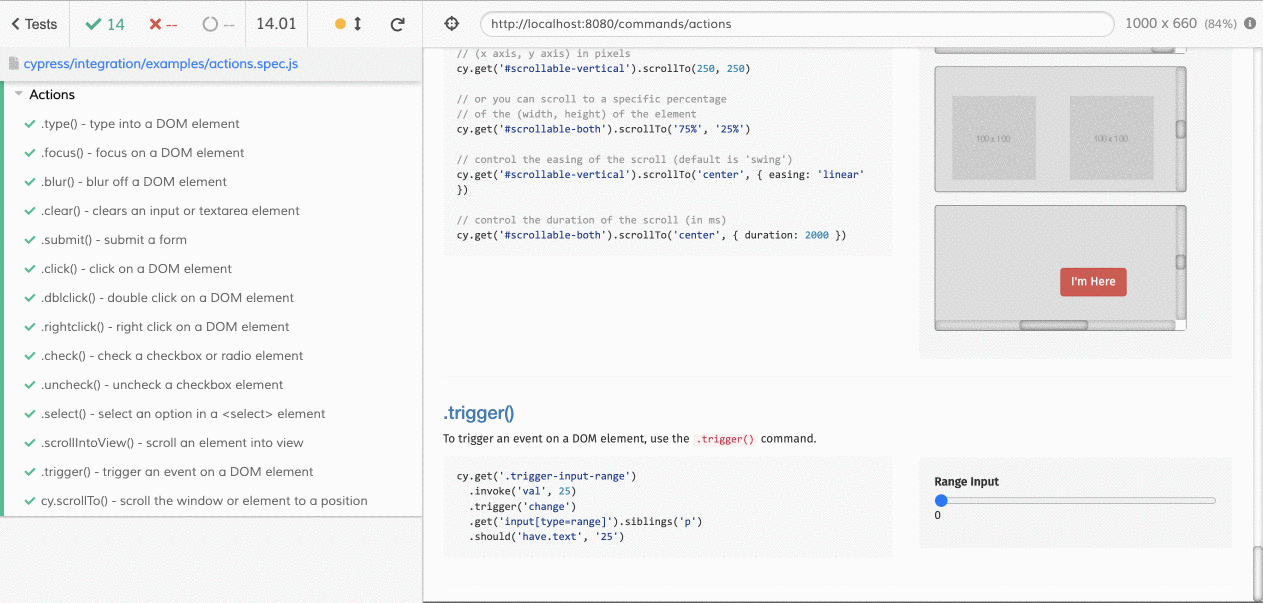 Tests
14
--
--
14.01
http://localhost:8080/commands/actions
1000 x 660 (84%)
cypress/integration/examples/actions.spec.js
Actions
.type() - type into a DOM element
.focus() - focus on a DOM element
.blur() - blur off a DOM element
.clear() - clears an input or textarea element
.submit() - submit a form
.click() - click on a DOM element
.dblclick() - double click on a DOM element
.rightclick() - right click on a DOM element
.check() - check a checkbox or radio element
.uncheck() - uncheck a checkbox element
.select() - select an option in a <select> element
.scrollIntoView() - scroll an element into view
.trigger() - trigger an event on a DOM element
cy.scrollTo() - scroll the window or element to a position
// (x axis, y axis) in pixels
cy.get('#scrollable-vertical').scrollTo(250, 250)
// or you can scroll to a specific percentage
// of the (width, height) of the element
cy.get('#scrollable-both').scrollTo('75%', '25%')
// control the easing of the scroll (default is 'swing')
cy.get('#scrollable-vertical').scrollTo('center', { easing: 'linear'
})
// control the duration of the scroll (in ms)
cy.get('#scrollable-both').scrollTo('center', { duration: 2000 })
100 x 100
100 x 100
I'm Here
.trigger()
To trigger an event on a DOM element, use the .trigger() command.
cy.get('.trigger-input-range')
.invoke('val', 25)
.trigger('change')
.get('input[type=range]').siblings('p')
.should('have.text', '25')
Range Input
0